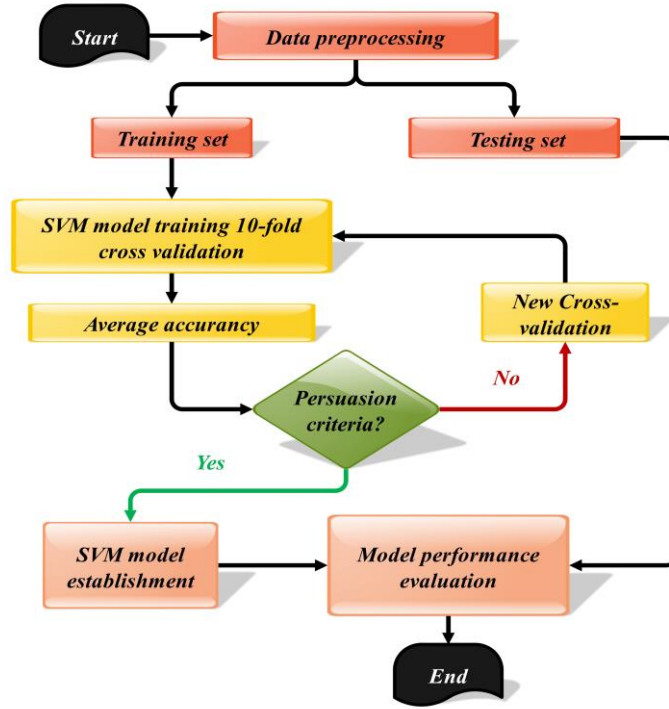 Start
Data preprocessing
Training set
Testing set
SVM model training 10-fold
cross validation
New Cross-
validation
Average accurancy
No
Persuasion
criteria?
Yes
SVM model
establishment
Model performance
evaluation
End